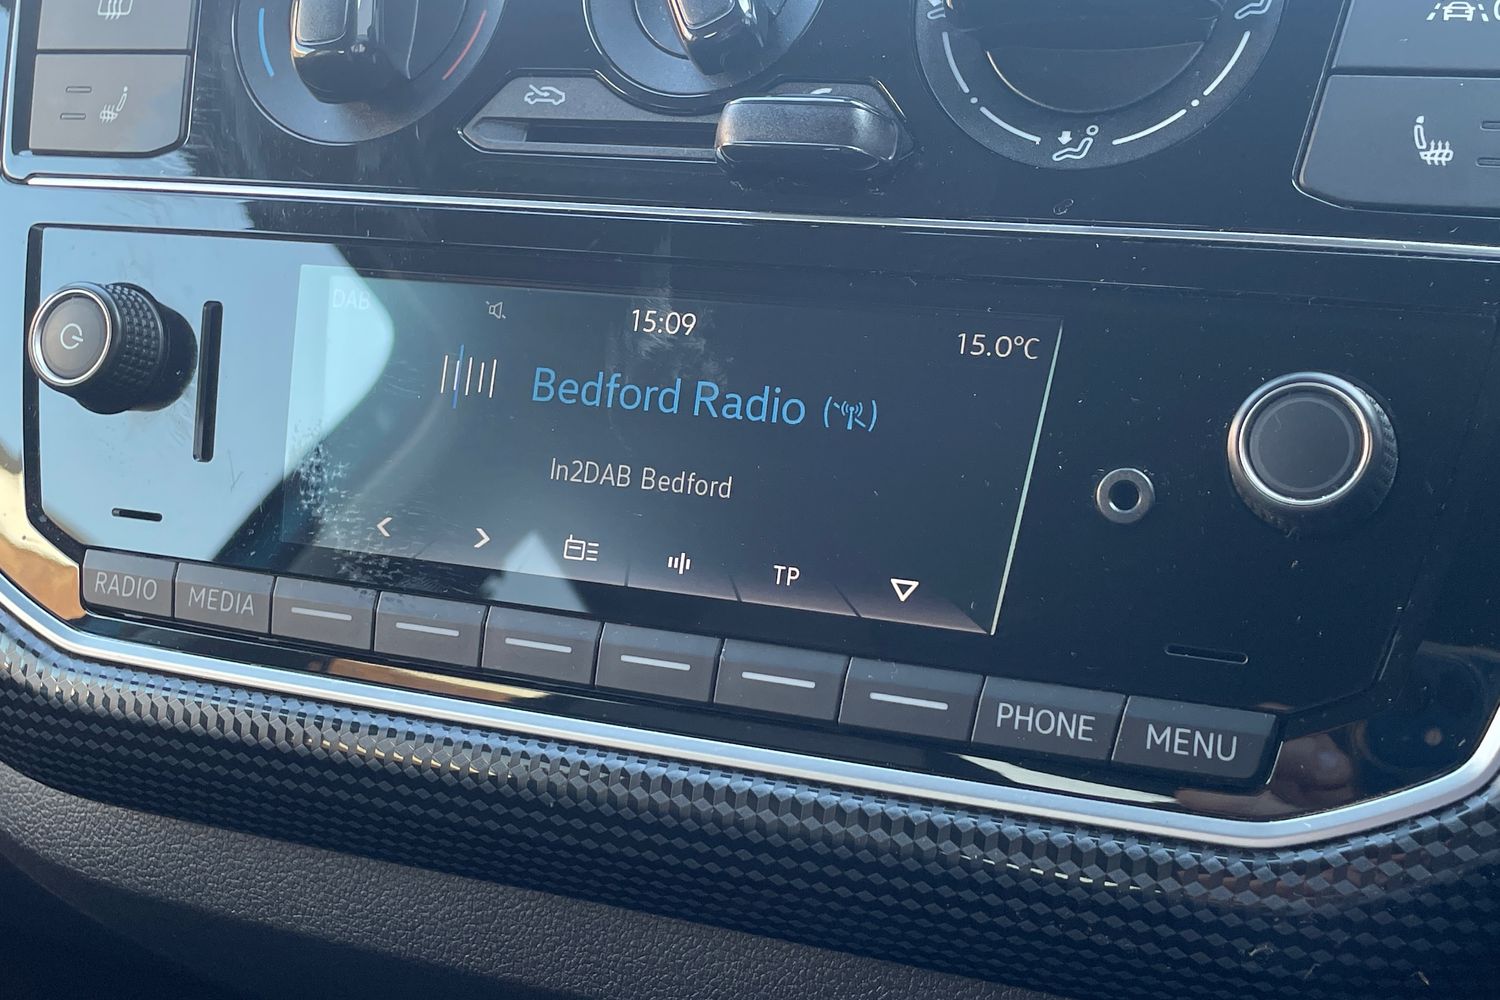 DAB
15:09
15.0°C
Bedford Radio
In2DAB Bedford
TP
RADIO
MEDIA
PHONE
MENU